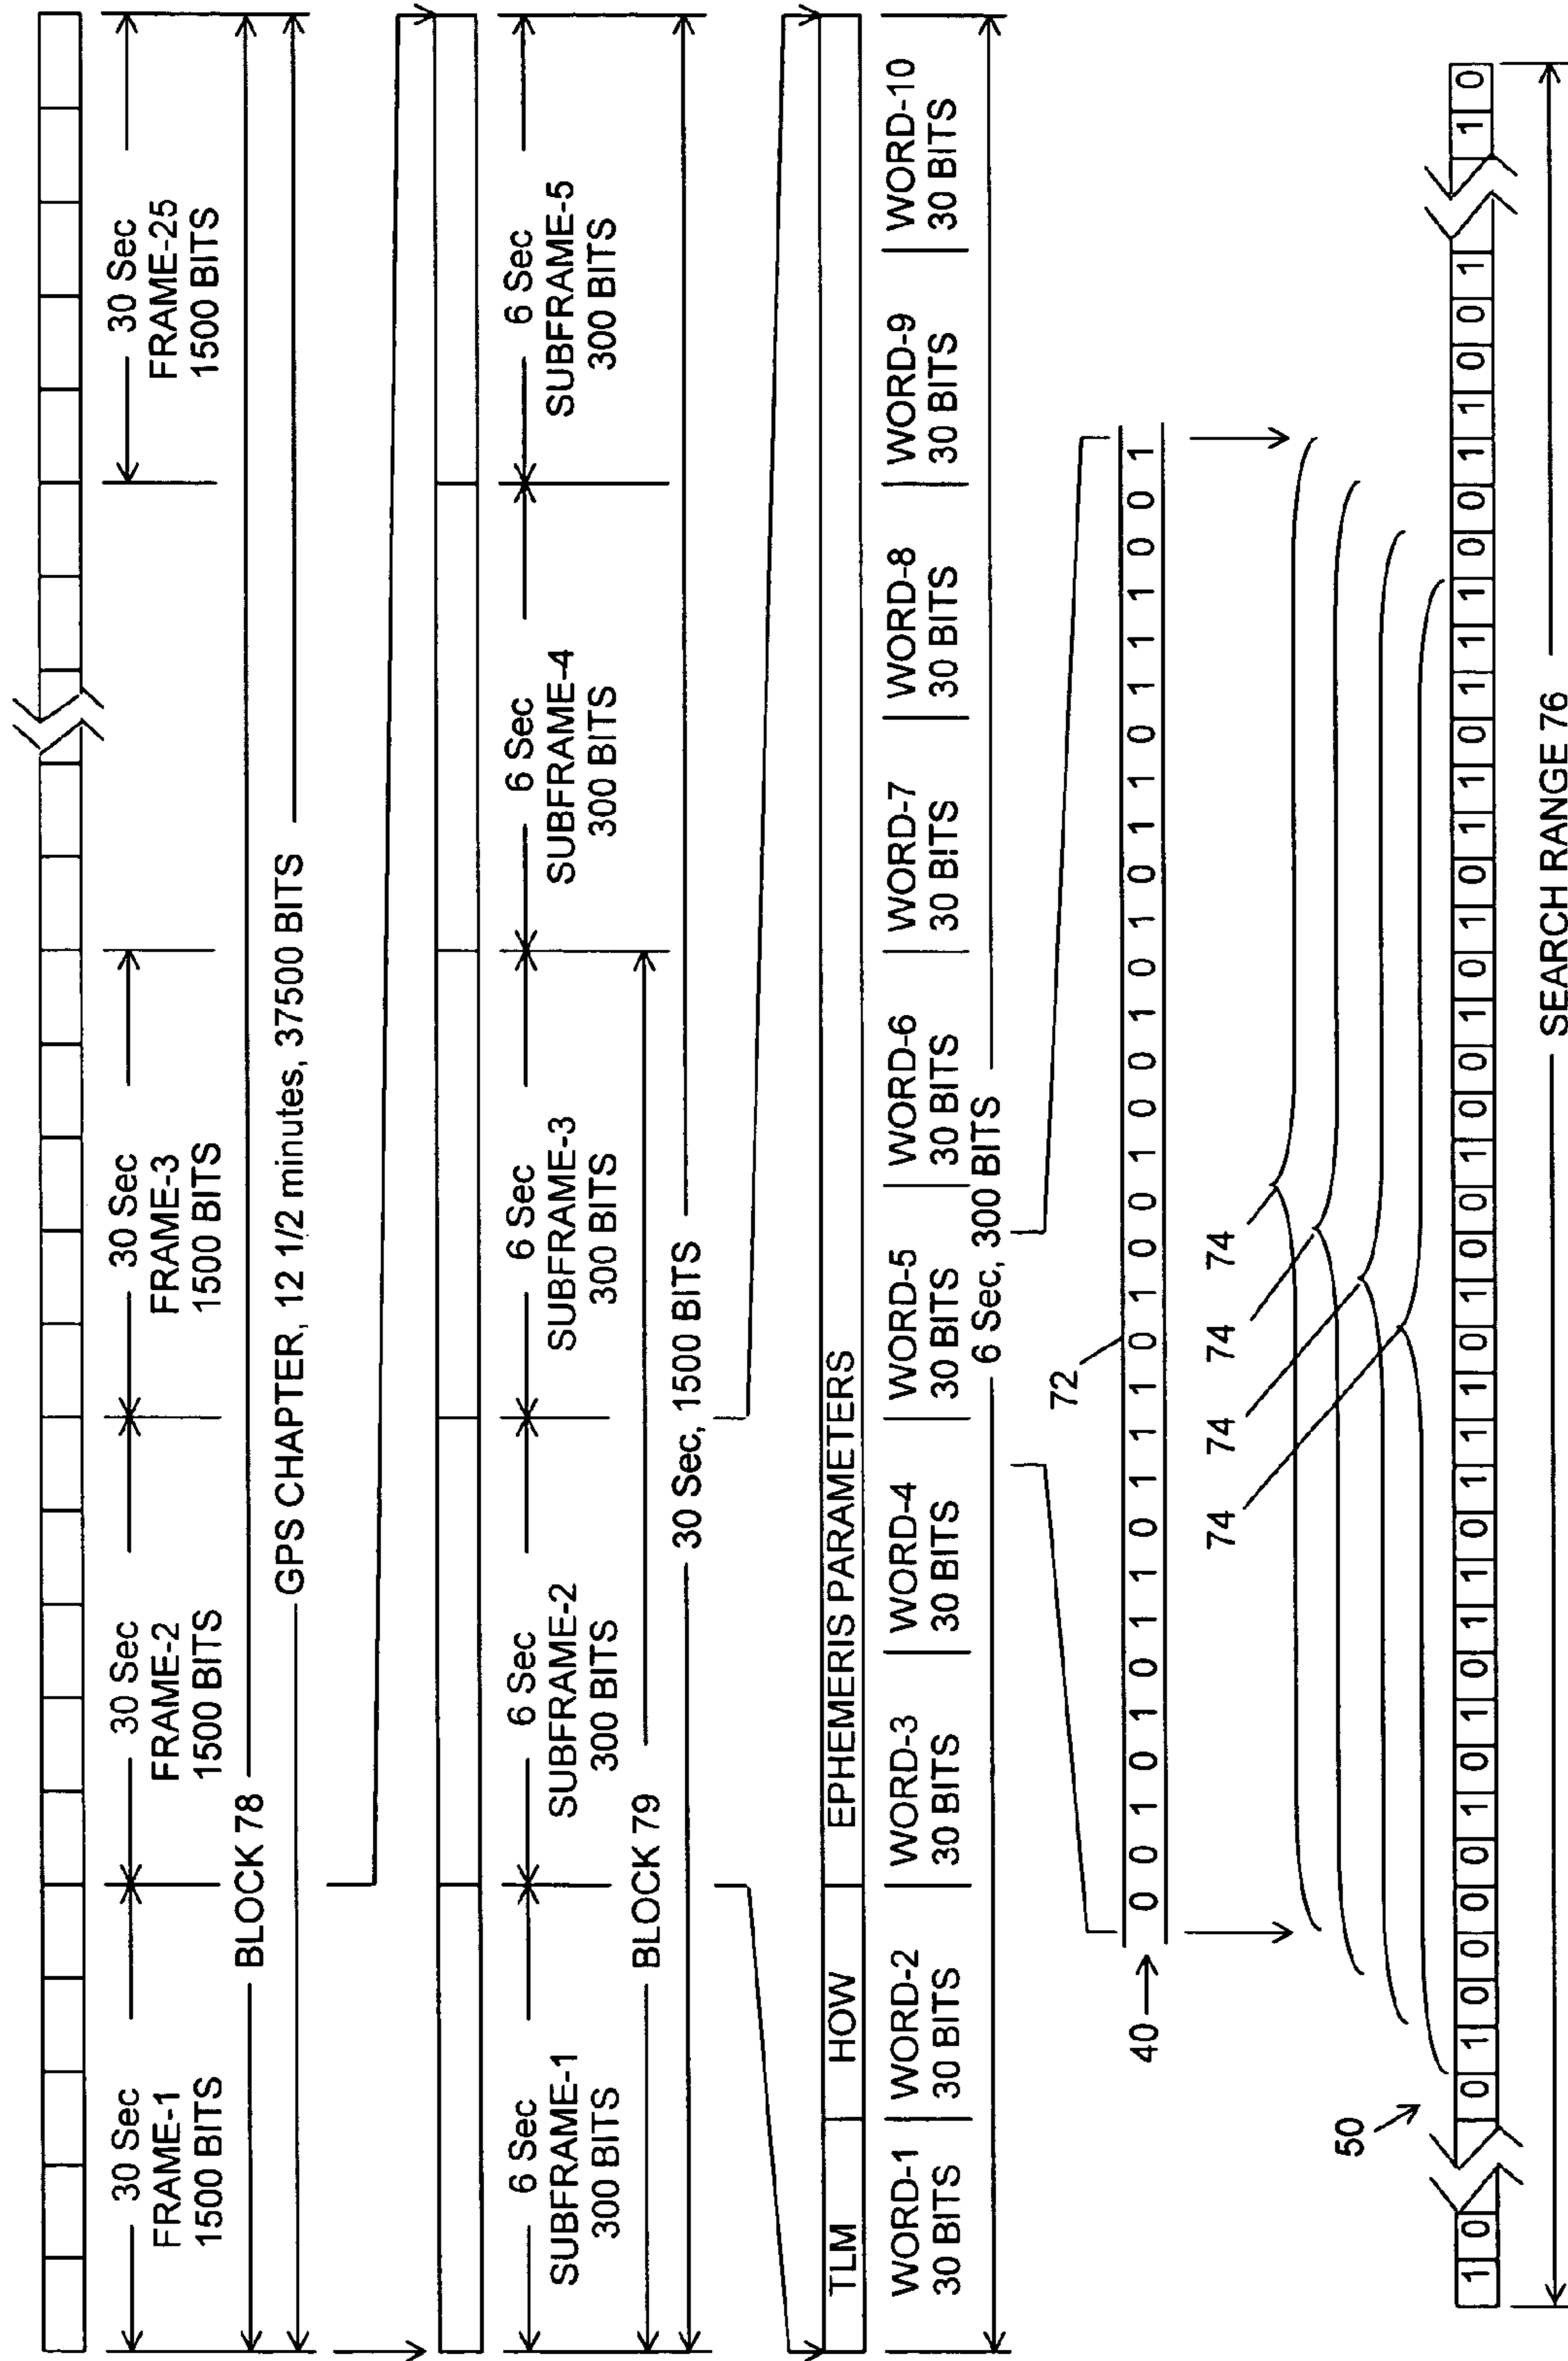 30 Sec 30 Sec 30 Sec 30 Sec
FRAME-1 FRAME-2 FRAME-3 FRAME-25
1500 BITS 1500 BITS 1500 BITS 1500 BITS
BLOCK 78
GPS CHAPTER, 12 1/2 minutes, 37500 BITS
6 Sec 6 Sec 6 Sec 6 Sec 6 Sec
SUBFRAME-1 SUBFRAME-2 SUBFRAME-3 SUBFRAME-4 SUBFRAME-5
300 BITS 300 BITS 300 BITS 300 BITS 300 BITS
BLOCK 79
30 Sec, 1500 BITS
TLM HOW EPHEMERIS PARAMETERS
WORD-1 WORD-2 WORD-3 WORD-4 WORD-5 WORD-6 WORD-7 WORD-8 WORD-9 WORD-10
30 BITS 30 BITS 30 BITS 30 BITS 30 BITS 30 BITS 30 BITS 30 BITS 30 BITS 30 BITS
6 Sec, 300 BITS
72
40 0 0 1 0 1 0 1 1 0 1 1 1 0 1 0 0 1 0 0 1 0 1 0 1 1 0 1 1 1 0 0 1
74 74 74 74
50
1 0 0 1 0 0 0 0 1 0 1 0 1 1 0 1 1 1 0 1 0 0 1 0 0 1 0 1 0 1 1 0 1 1 1 0 0 1 1 0 0 1 1 0
SEARCH RANGE 76